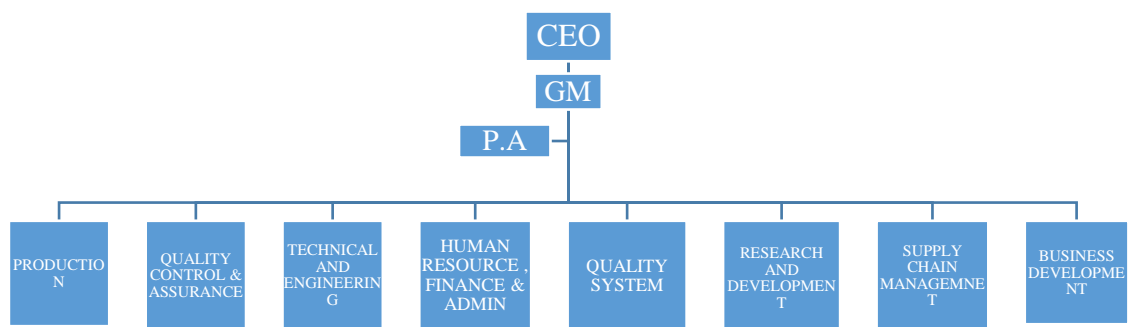 CEO
GM
P.A
PRODUCTIO
N
QUALITY
CONTROL &
ASSURANCE
TECHNICAL
AND
ENGINEERIN
G
HUMAN
RESOURCE ,
FINANCE &
ADMIN
QUALITY
SYSTEM
RESEARCH
AND
DEVELOPMEN
T
SUPPLY
CHAIN
MANAGEMNE
T
BUSINESS
DEVELOPME
NT